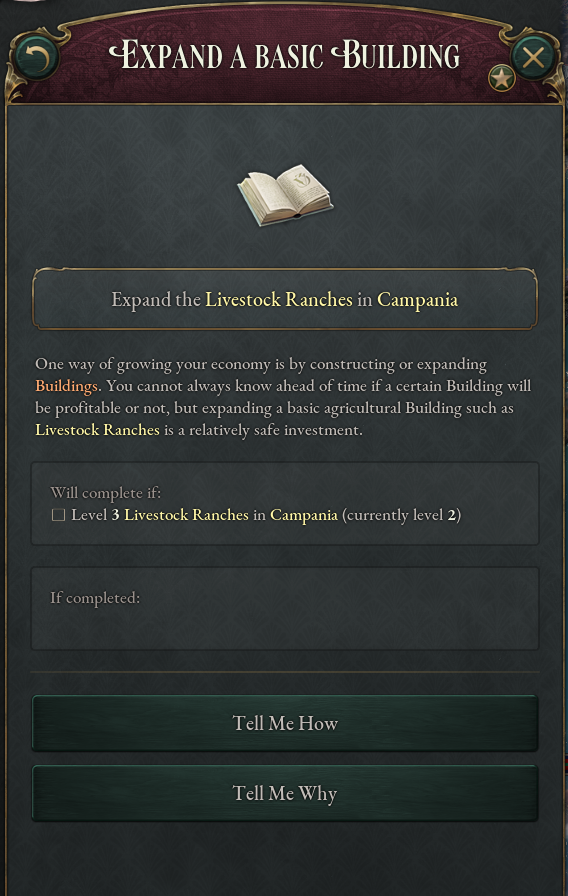 Expand a basic Building
Expand the Livestock Ranches in Campania
One way of growing your economy is by constructing or expanding
Buildings. You cannot always know ahead of time if a certain Building will
be profitable or not, but expanding a basic agricultural Building such as
Livestock Ranches is a relatively safe investment.
Will complete if:
☐ Level 3 Livestock Ranches in Campania (currently level 2)
If completed:
Tell Me How
Tell Me Why